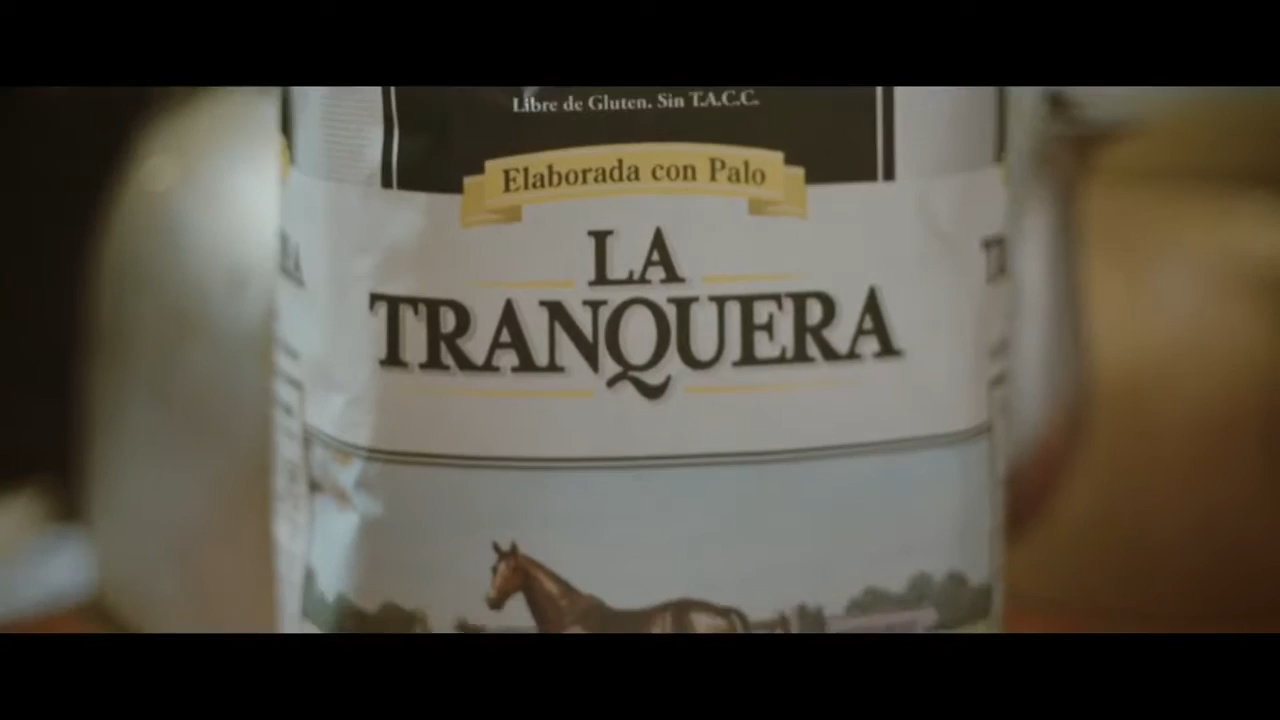 Libre de Gluten. Sin T.A.C.C.
Elaborada con Palo
LA
TRANQUERA